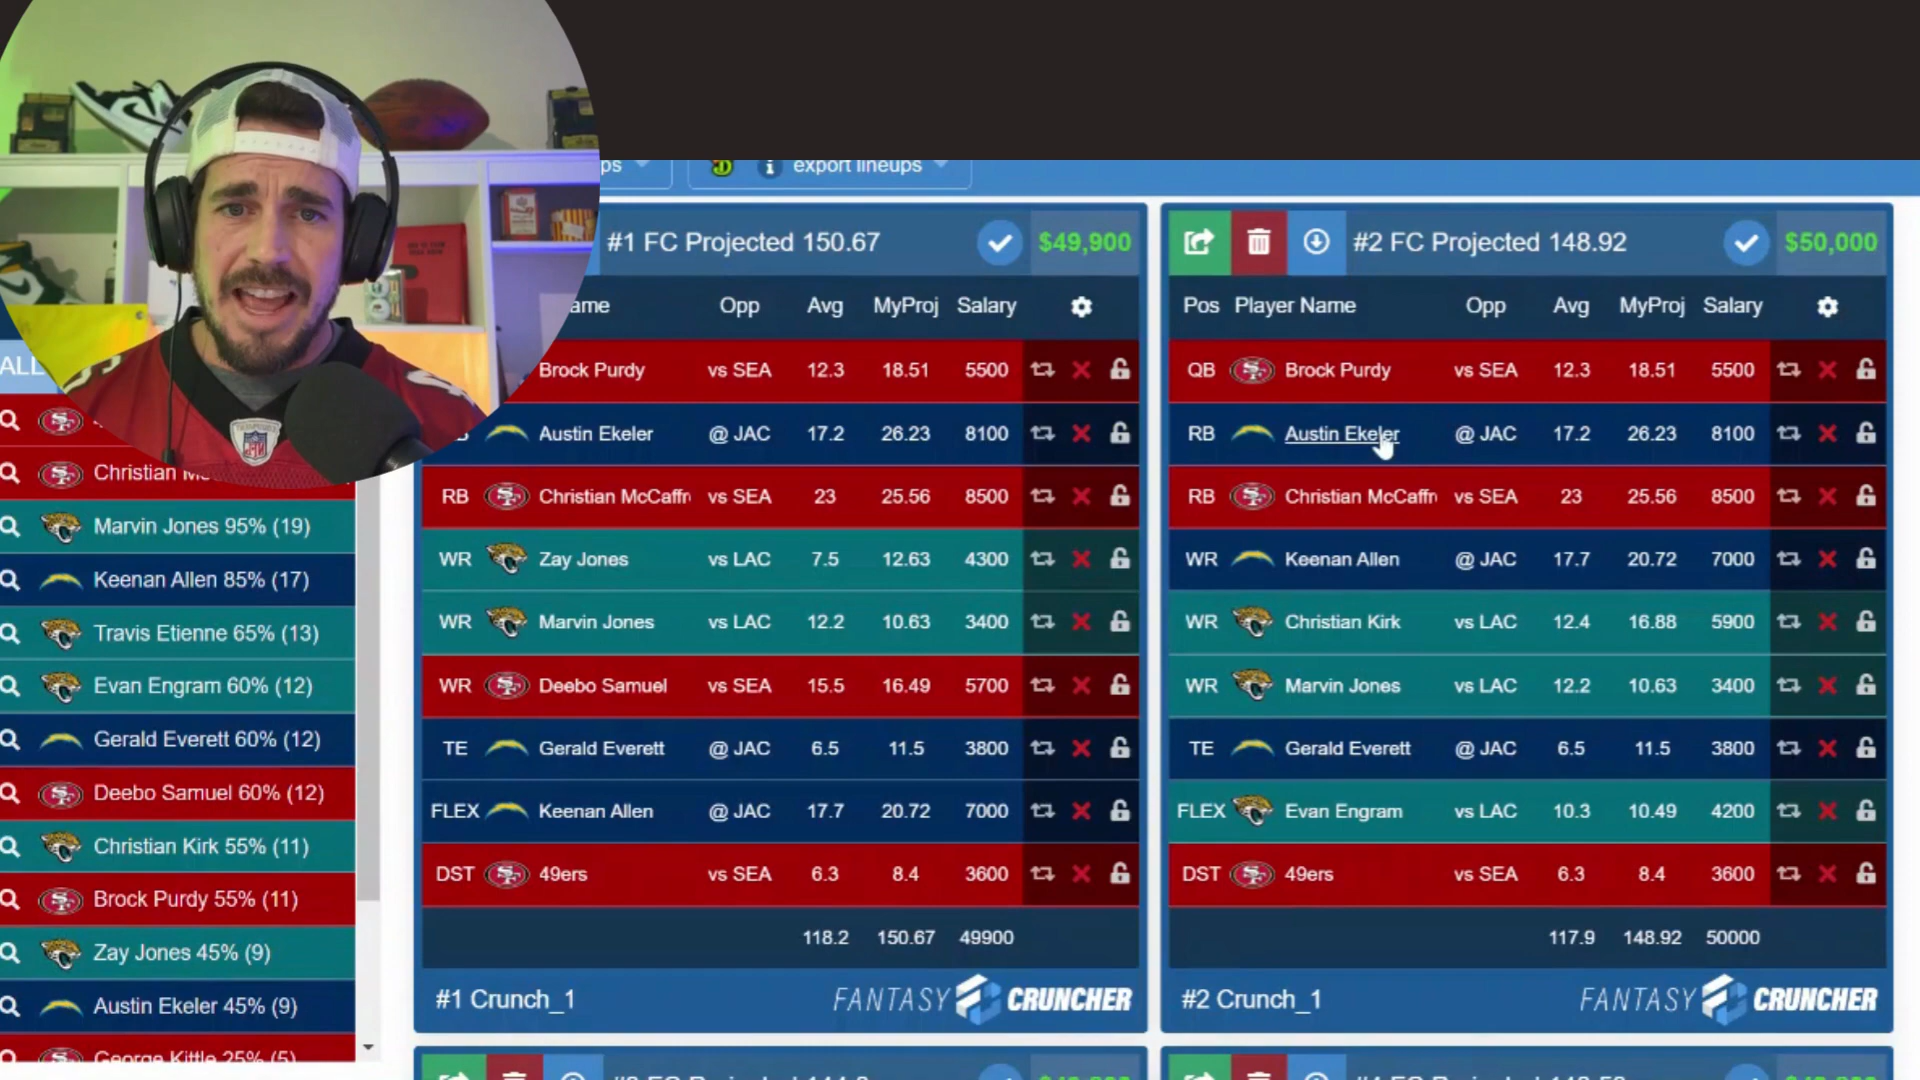 export lineups
#1 FC Projected 150.67 $49,900
Opp Avg MyProj Salary
Brock Purdy vs SEA 12.3 18.51 5500
Austin Ekeler @ JAC 17.2 26.23 8100
RB Christian McCaffr vs SEA 23 25.56 8500
WR Zay Jones vs LAC 7.5 12.63 4300
WR Marvin Jones vs LAC 12.2 10.63 3400
WR Deebo Samuel vs SEA 15.5 16.49 5700
TE Gerald Everett @ JAC 6.5 11.5 3800
FLEX Keenan Allen @ JAC 17.7 20.72 7000
DST 49ers vs SEA 6.3 8.4 3600
118.2 150.67 49900
#1 Crunch_1 FANTASY CRUNCHER
#2 FC Projected 148.92 $50,000
Pos Player Name Opp Avg MyProj Salary
QB Brock Purdy vs SEA 12.3 18.51 5500
RB Austin Ekeler @ JAC 17.2 26.23 8100
RB Christian McCaffr vs SEA 23 25.56 8500
WR Keenan Allen @ JAC 17.7 20.72 7000
WR Christian Kirk vs LAC 12.4 16.88 5900
WR Marvin Jones vs LAC 12.2 10.63 3400
TE Gerald Everett @ JAC 6.5 11.5 3800
FLEX Evan Engram vs LAC 10.3 10.49 4200
DST 49ers vs SEA 6.3 8.4 3600
117.9 148.92 50000
#2 Crunch_1 FANTASY CRUNCHER
ALL
Christian
Marvin Jones 95% (19)
Keenan Allen 85% (17)
Travis Etienne 65% (13)
Evan Engram 60% (12)
Gerald Everett 60% (12)
Deebo Samuel 60% (12)
Christian Kirk 55% (11)
Brock Purdy 55% (11)
Zay Jones 45% (9)
Austin Ekeler 45% (9)
George Kittle 25% (5)
NFL